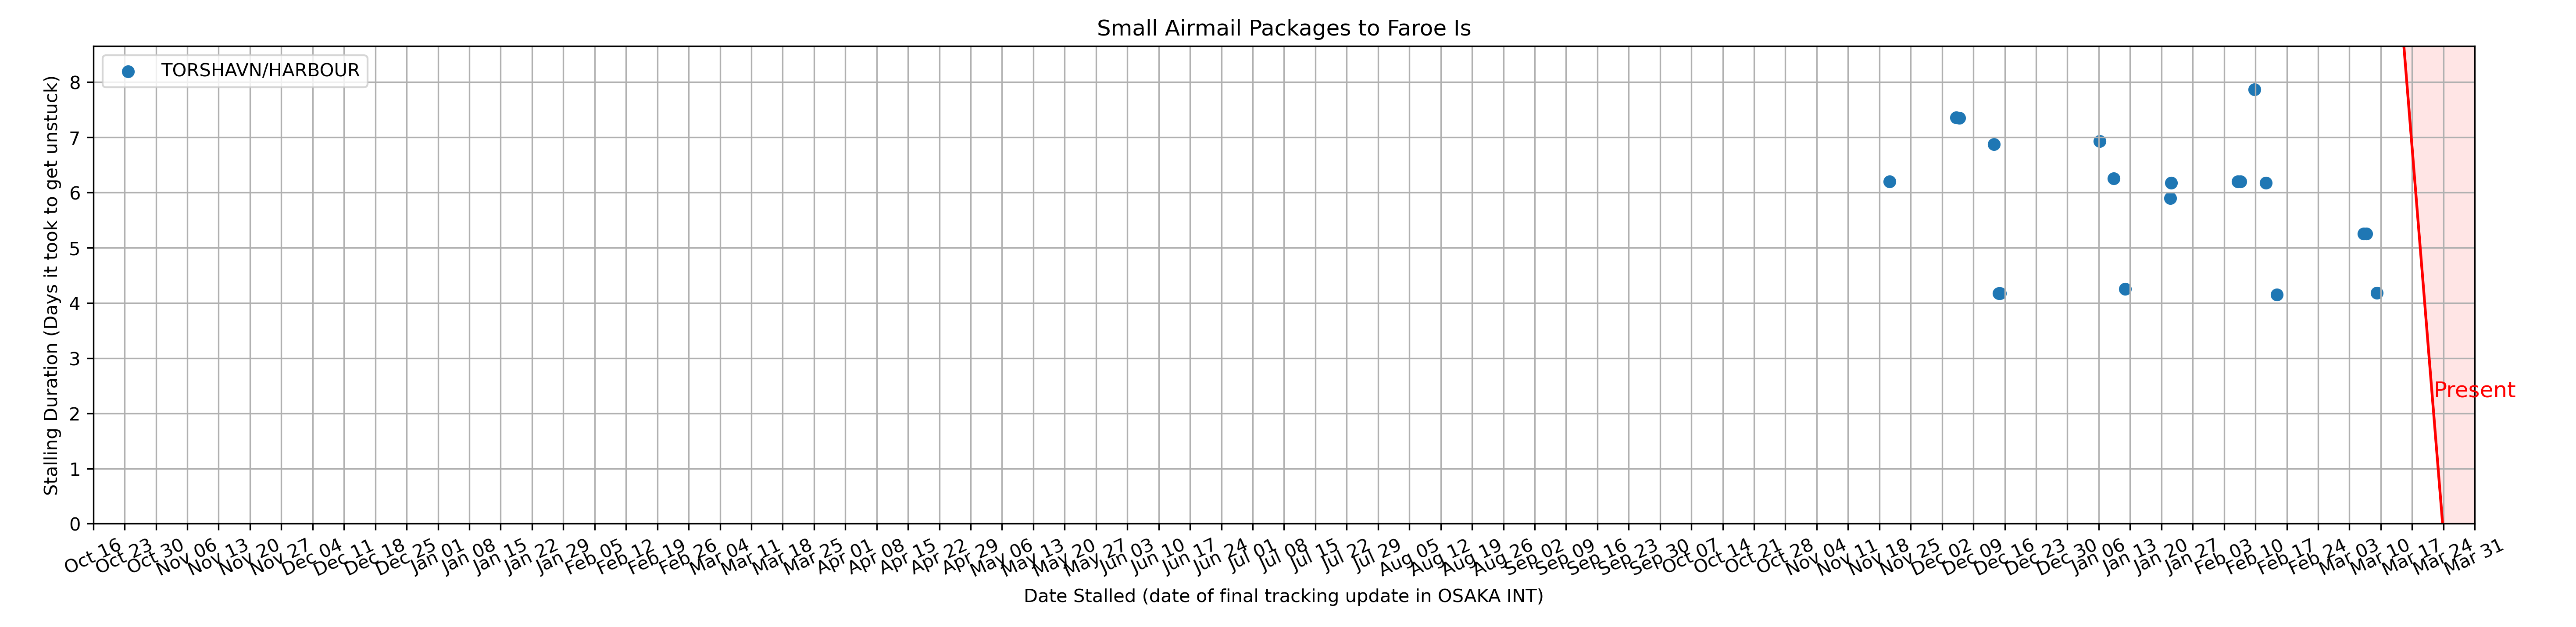 Small Airmail Packages to Faroe Is
TORSHAVN/HARBOUR
Stalling Duration (Days it took to get unstuck)
8
7
6
5
4
3
2
1
0
Present
Oct 16 Oct 23 Oct 30 Nov 06 Nov 13 Nov 20 Nov 27 Dec 04 Dec 11 Dec 18 Dec 25 Jan 01 Jan 08 Jan 15 Jan 22 Jan 29 Feb 05 Feb 12 Feb 19 Feb 26 Mar 04 Mar 11 Mar 18 Mar 25 Apr 01 Apr 08 Apr 15 Apr 22 Apr 29 May 06 May 13 May 20 May 27 Jun 03 Jun 10 Jun 17 Jun 24 Jul 01 Jul 08 Jul 15 Jul 22 Jul 29 Aug 05 Aug 12 Aug 19 Aug 26 Sep 02 Sep 09 Sep 16 Sep 23 Sep 30 Oct 07 Oct 14 Oct 21 Oct 28 Nov 04 Nov 11 Nov 18 Nov 25 Dec 02 Dec 09 Dec 16 Dec 23 Dec 30 Jan 06 Jan 13 Jan 20 Jan 27 Feb 03 Feb 10 Feb 17 Feb 24 Mar 03 Mar 10 Mar 17 Mar 24 Mar 31
Date Stalled (date of final tracking update in OSAKA INT)